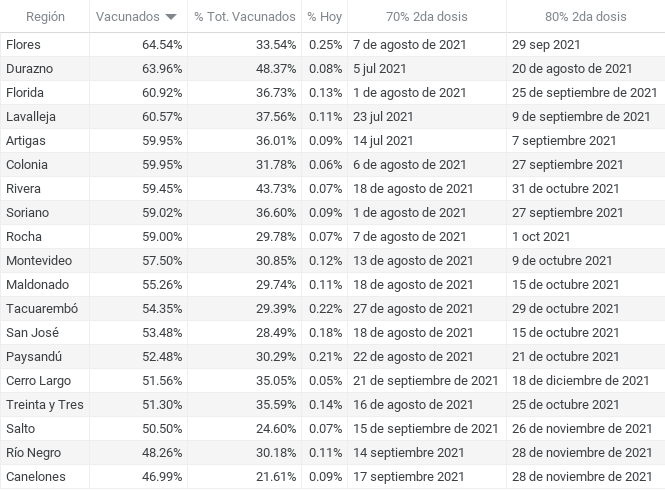 Región Vacunados % Tot. Vacunados % Hoy 70% 2da dosis 80% 2da dosis
Flores 64.54% 33.54% 0.25% 7 de agosto de 2021 29 sep 2021
Durazno 63.96% 48.37% 0.08% 5 jul 2021 20 de agosto de 2021
Florida 60.92% 36.73% 0.13% 1 de agosto de 2021 25 de septiembre de 2021
Lavalleja 60.57% 37.56% 0.11% 23 jul 2021 9 de septiembre de 2021
Artigas 59.95% 36.01% 0.09% 14 jul 2021 7 septiembre 2021
Colonia 59.95% 31.78% 0.06% 6 de agosto de 2021 27 septiembre 2021
Rivera 59.45% 43.73% 0.07% 18 de agosto de 2021 31 de octubre 2021
Soriano 59.02% 36.60% 0.09% 1 de agosto de 2021 27 septiembre 2021
Rocha 59.00% 29.78% 0.07% 7 de agosto de 2021 1 oct 2021
Montevideo 57.50% 30.85% 0.12% 13 de agosto de 2021 9 de octubre 2021
Maldonado 55.26% 29.74% 0.11% 18 de agosto de 2021 15 de octubre 2021
Tacuarembó 54.35% 29.39% 0.22% 27 de agosto de 2021 29 de octubre 2021
San José 53.48% 28.49% 0.18% 18 de agosto de 2021 15 de octubre 2021
Paysandú 52.48% 30.29% 0.21% 22 de agosto de 2021 21 de octubre 2021
Cerro Largo 51.56% 35.05% 0.05% 21 de septiembre de 2021 18 de diciembre de 2021
Treinta y Tres 51.30% 35.59% 0.14% 16 de agosto de 2021 25 de octubre 2021
Salto 50.50% 24.60% 0.07% 15 de septiembre de 2021 26 de noviembre de 2021
Río Negro 48.26% 30.18% 0.11% 14 septiembre 2021 28 de noviembre de 2021
Canelones 46.99% 21.61% 0.09% 17 septiembre 2021 28 de noviembre de 2021